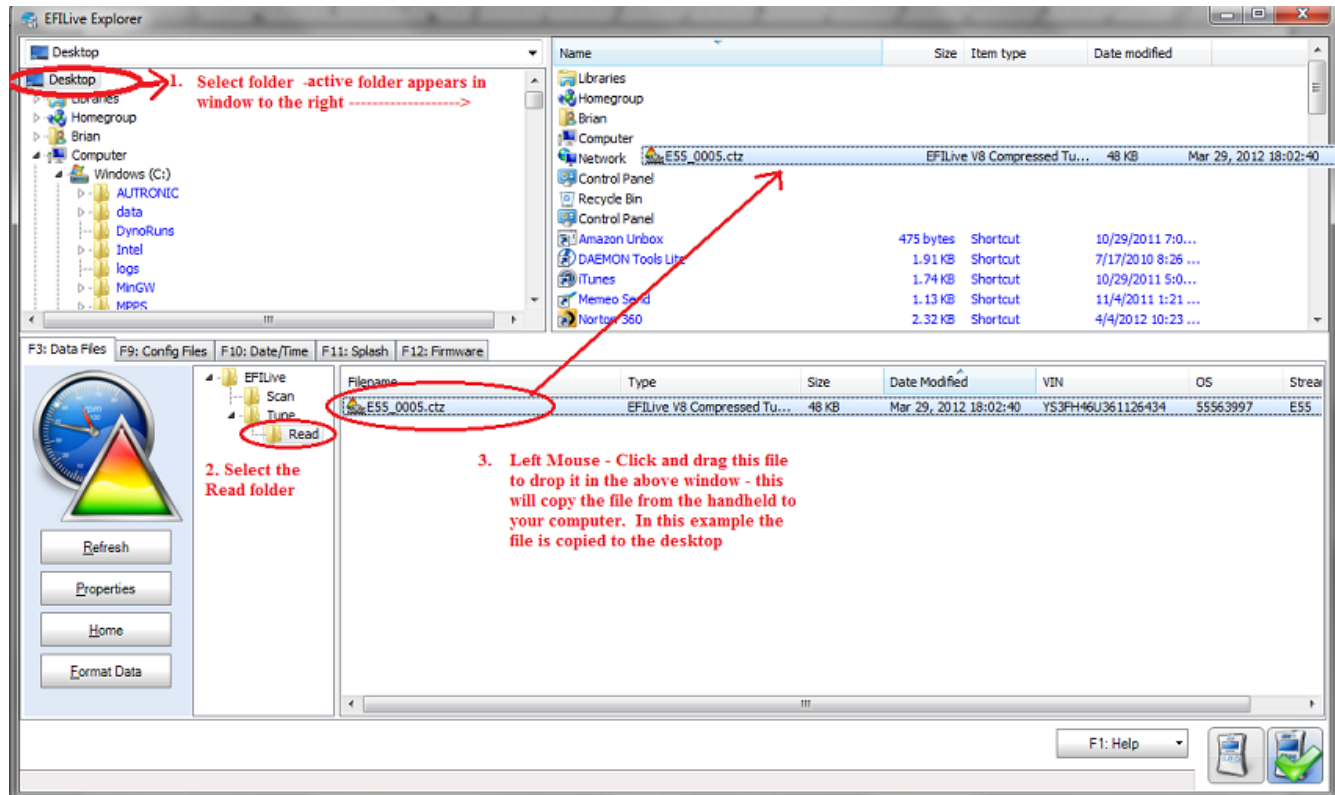 EFILive Explorer
Desktop
Desktop
1. Select folder -active folder appears in
window to the right ------------------->
Libraries
Homegroup
Brian
Computer
Windows (C:)
AUTRONIC
data
DynoRuns
Intel
logs
MinGW
MPPS
Name Size Item type Date modified
Libraries
Homegroup
Brian
Computer
Network E55_0005.ctz EFILive V8 Compressed Tu... 48 KB Mar 29, 2012 18:02:40
Control Panel
Recycle Bin
Control Panel
Amazon Unbox 475 bytes Shortcut 10/29/2011 7:0...
DAEMON Tools Lite 1.91 KB Shortcut 7/17/2010 8:26 ...
iTunes 1.74 KB Shortcut 10/29/2011 5:0...
Memeo Send 1.13 KB Shortcut 11/4/2011 1:21 ...
Norton 360 2.32 KB Shortcut 4/4/2012 10:23 ...
F3: Data Files F9: Config Files F10: Date/Time F11: Splash F12: Firmware
rpm
EFILive
Scan
Tune
Read
2. Select the
Read folder
Filename Type Size Date Modified VIN OS Strea
E55_0005.ctz EFILive V8 Compressed Tu... 48 KB Mar 29, 2012 18:02:40 YS3FH46U361126434 55563997 E55
3. Left Mouse - Click and drag this file
to drop it in the above window - this
will copy the file from the handheld to
your computer. In this example the
file is copied to the desktop
Refresh
Properties
Home
Format Data
F1: Help